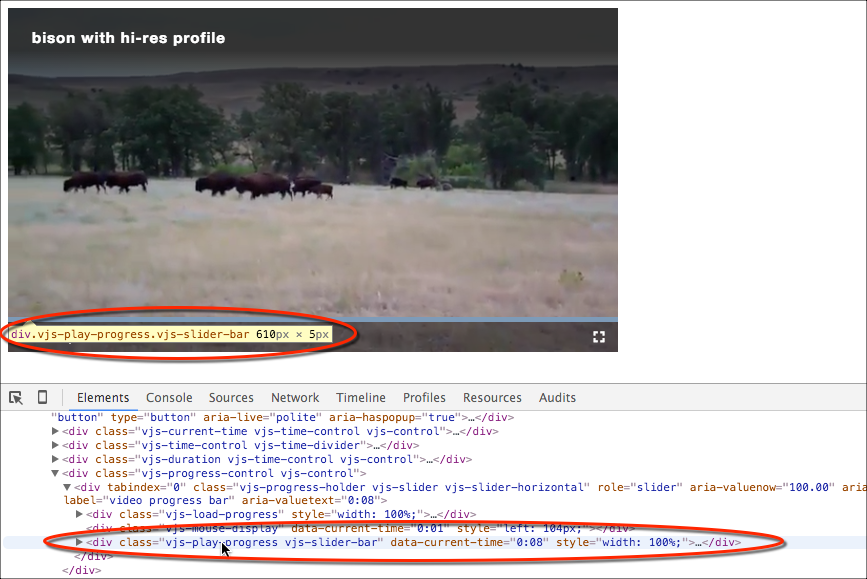 bison with hi-res profile
div.vjs-play-progress.vjs-slider-bar 610px × 5px
Elements Console Sources Network Timeline Profiles Resources Audits
"button" type="button" aria-live="polite" aria-haspopup="true">…</div>
▶<div class="vjs-current-time vjs-time-control vjs-control">…</div>
▶<div class="vjs-time-control vjs-time-divider">…</div>
▶<div class="vjs-duration vjs-time-control vjs-control">…</div>
▼<div class="vjs-progress-control vjs-control">
▼<div tabindex="0" class="vjs-progress-holder vjs-slider vjs-slider-horizontal" role="slider" aria-valuenow="100.00" aria-
label="video progress bar" aria-valuetext="0:08">
▶<div class="vjs-load-progress" style="width: 100%;">…</div>
<div class="vjs-mouse-display" data-current-time="0:01" style="left: 104px;"></div>
▶<div class="vjs-play-progress vjs-slider-bar" data-current-time="0:08" style="width: 100%;">…</div>
</div>
</div>